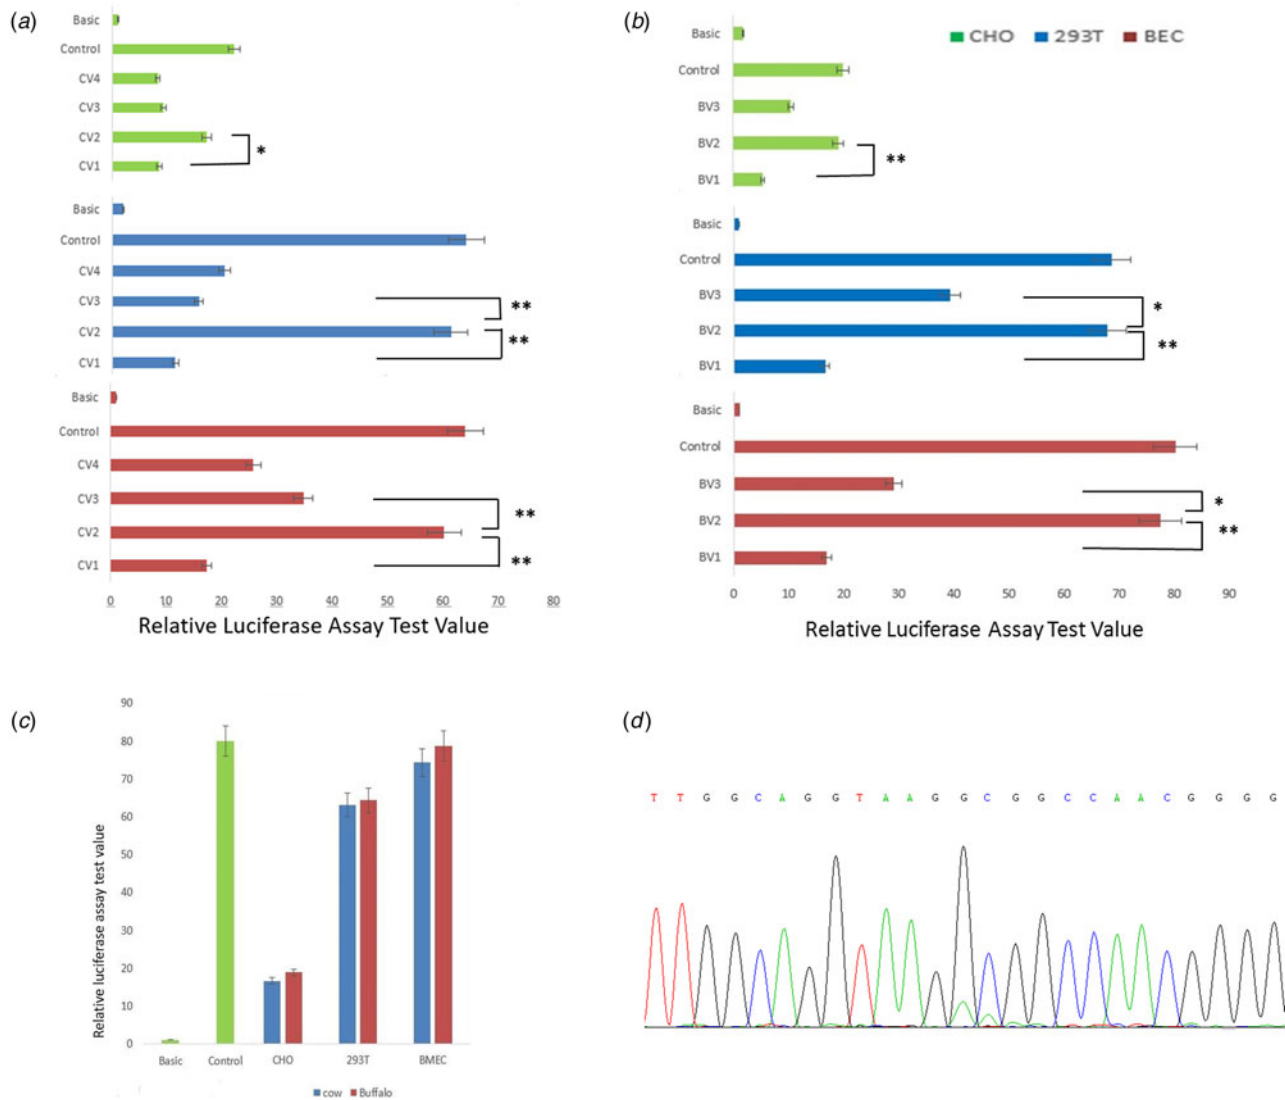 (a)
Basic
Control
CV4
CV3
CV2
CV1
*
Basic
Control
CV4
CV3
CV2
CV1
**
**
Basic
Control
CV4
CV3
CV2
CV1
**
**
0 10 20 30 40 50 60 70 80
Relative Luciferase Assay Test Value
(b)
CHO 293T BEC
Basic
Control
BV3
BV2
BV1
**
Basic
Control
BV3
BV2
BV1
*
**
Basic
Control
BV3
BV2
BV1
*
**
0 10 20 30 40 50 60 70 80 90
Relative Luciferase Assay Test Value
(c)
Relative luciferase assay test value
90
80
70
60
50
40
30
20
10
0
Basic Control CHO 293T BMEC
cow Buffalo
(d)
T T G G C A G G T A A G G C G G C C A A C G G G G